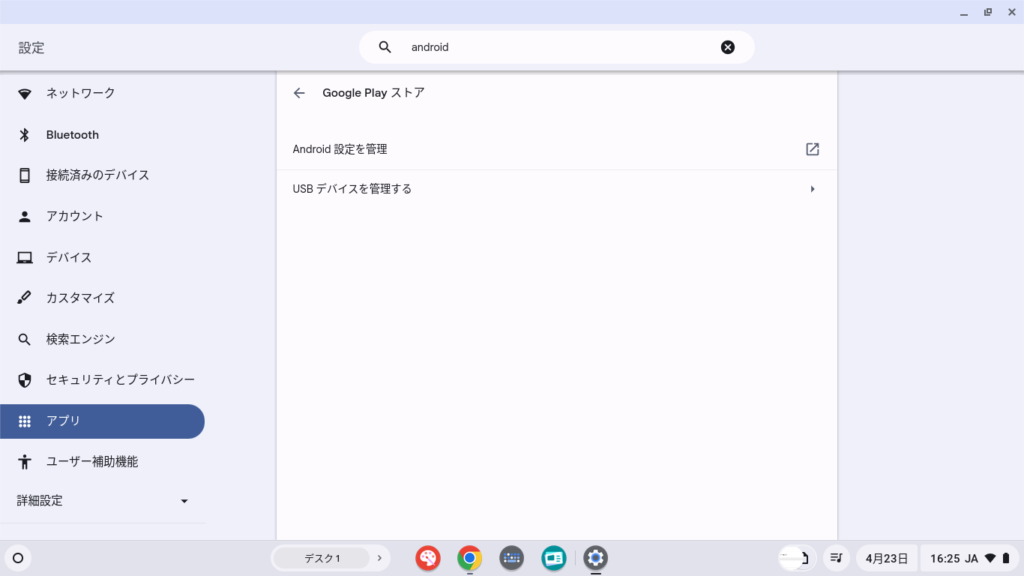 設定
android
ネットワーク
Bluetooth
接続済みのデバイス
アカウント
デバイス
カスタマイズ
検索エンジン
セキュリティとプライバシー
アプリ
ユーザー補助機能
詳細設定
Google Play ストア
Android 設定を管理
USB デバイスを管理する
デスク 1
4月23日
16:25 JA